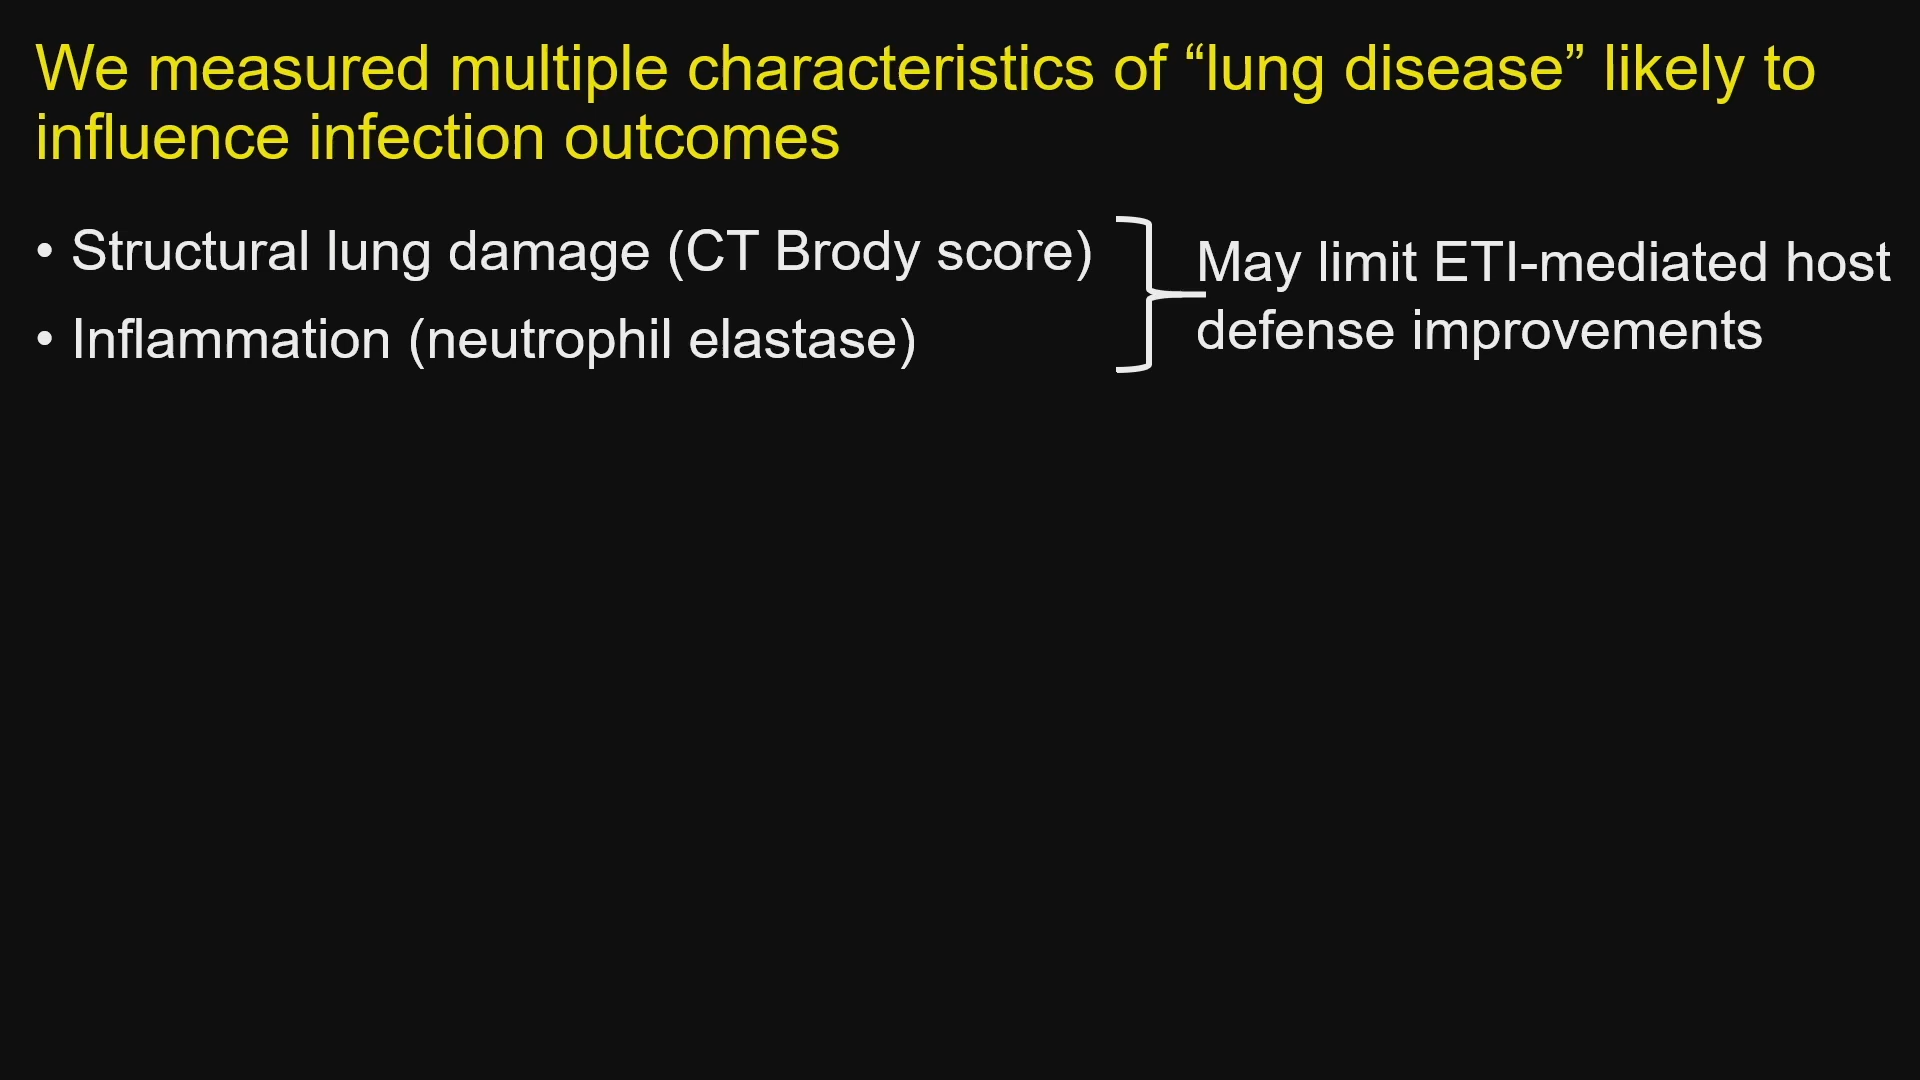 We measured multiple characteristics of “lung disease” likely to
influence infection outcomes
• Structural lung damage (CT Brody score)
• Inflammation (neutrophil elastase)
May limit ETI-mediated host
defense improvements